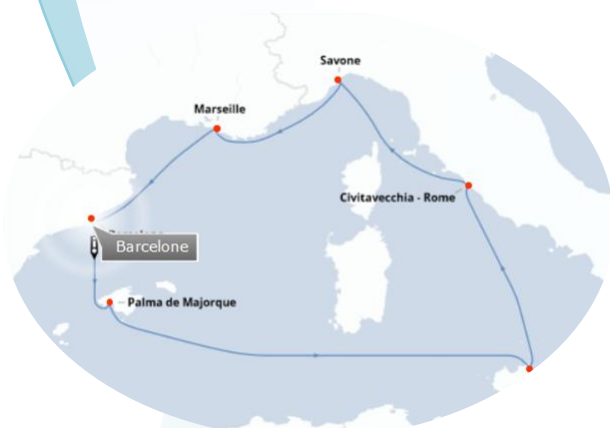 Savone
Marseille
Civitavecchia - Rome
Barcelone
Palma de Majorque